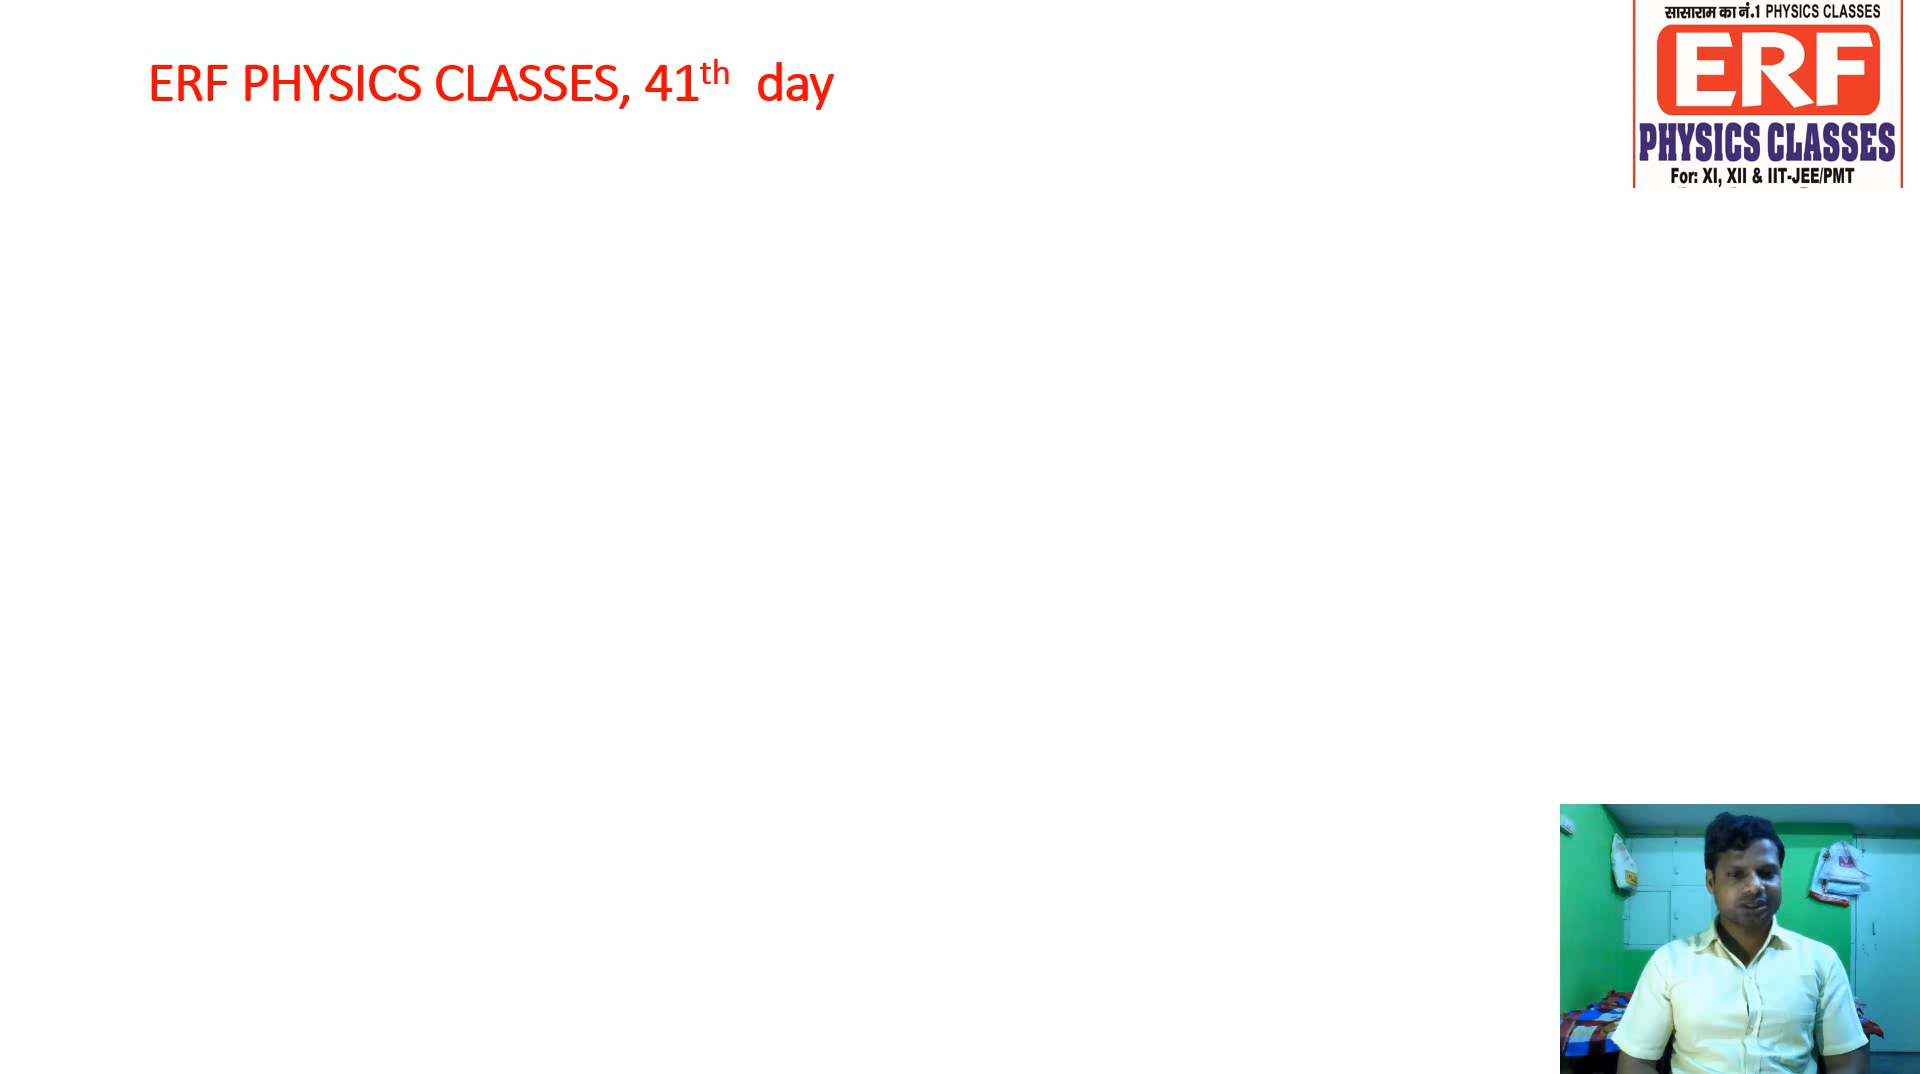 ERF PHYSICS CLASSES, 41th day
सासाराम का नं.1 PHYSICS CLASSES
ERF
PHYSICS CLASSES
For: XI, XII & IIT-JEE/PMT